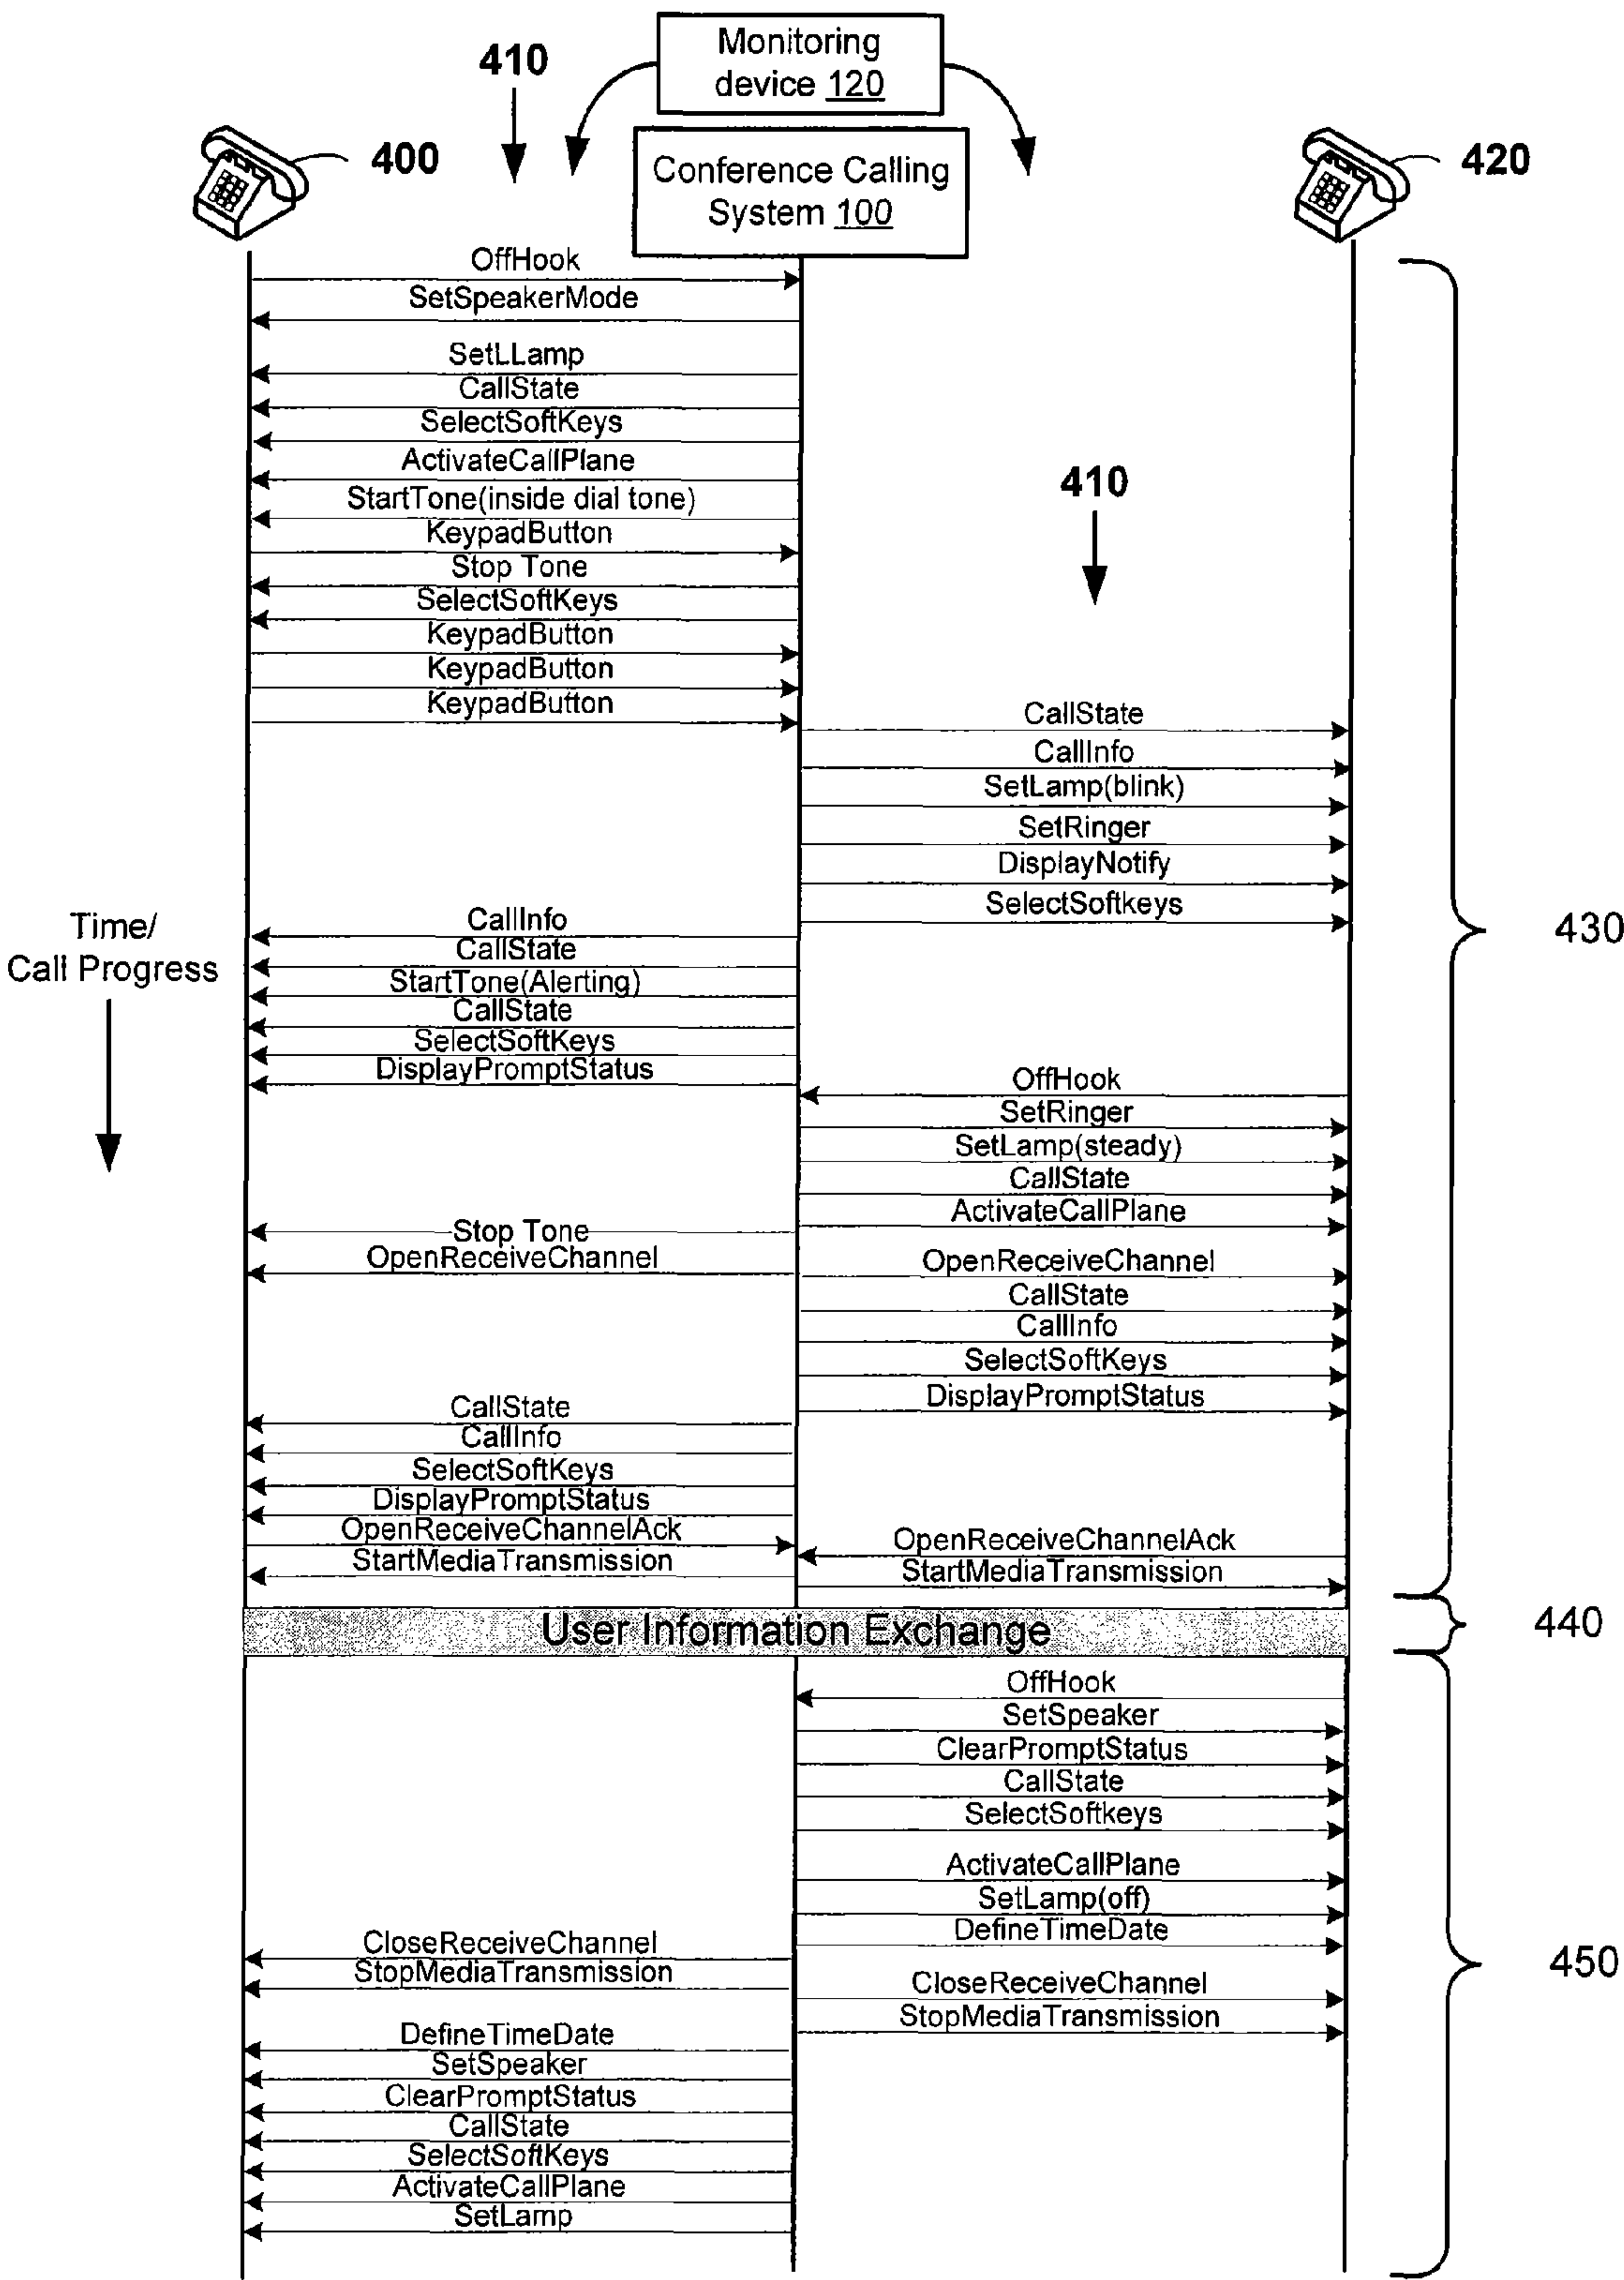 Monitoring
device 120
410
400
Conference Calling
System 100
420
OffHook
SetSpeakerMode
SetLLamp
CallState
SelectSoftKeys
ActivateCallPlane
StartTone(inside dial tone)
KeypadButton
Stop Tone
SelectSoftKeys
KeypadButton
KeypadButton
KeypadButton
410
CallState
CallInfo
SetLamp(blink)
SetRinger
DisplayNotify
SelectSoftkeys
430
Time/
Call Progress
CallInfo
CallState
StartTone(Alerting)
CallState
SelectSoftKeys
DisplayPromptStatus
OffHook
SetRinger
SetLamp(steady)
CallState
ActivateCallPlane
Stop Tone
OpenReceiveChannel
OpenReceiveChannel
CallState
CallInfo
SelectSoftKeys
DisplayPromptStatus
CallState
CallInfo
SelectSoftKeys
DisplayPromptStatus
OpenReceiveChannelAck
StartMediaTransmission
OpenReceiveChannelAck
StartMediaTransmission
User Information Exchange
440
OffHook
SetSpeaker
ClearPromptStatus
CallState
SelectSoftkeys
ActivateCallPlane
SetLamp(off)
DefineTimeDate
CloseReceiveChannel
StopMediaTransmission
CloseReceiveChannel
StopMediaTransmission
450
DefineTimeDate
SetSpeaker
ClearPromptStatus
CallState
SelectSoftKeys
ActivateCallPlane
SetLamp